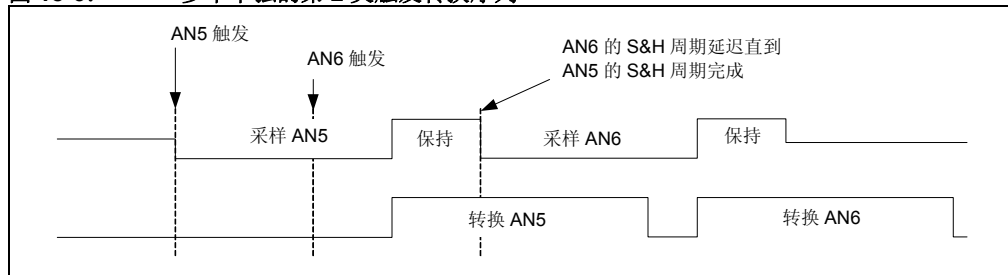 AN5 触发
AN6 触发
AN6 的 S&H 周期延迟直到
AN5 的 S&H 周期完成
采样 AN5
保持
采样 AN6
保持
转换 AN5
转换 AN6